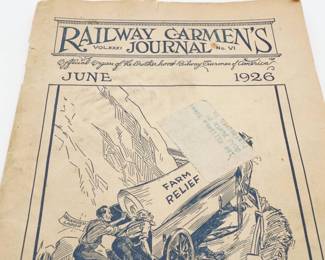 RAILWAY CARMEN'S
VOL. XXXI JOURNAL No. VI
Official Organ of the Brotherhood Railway Carmen of America
JUNE 1926
FARM
RELIEF